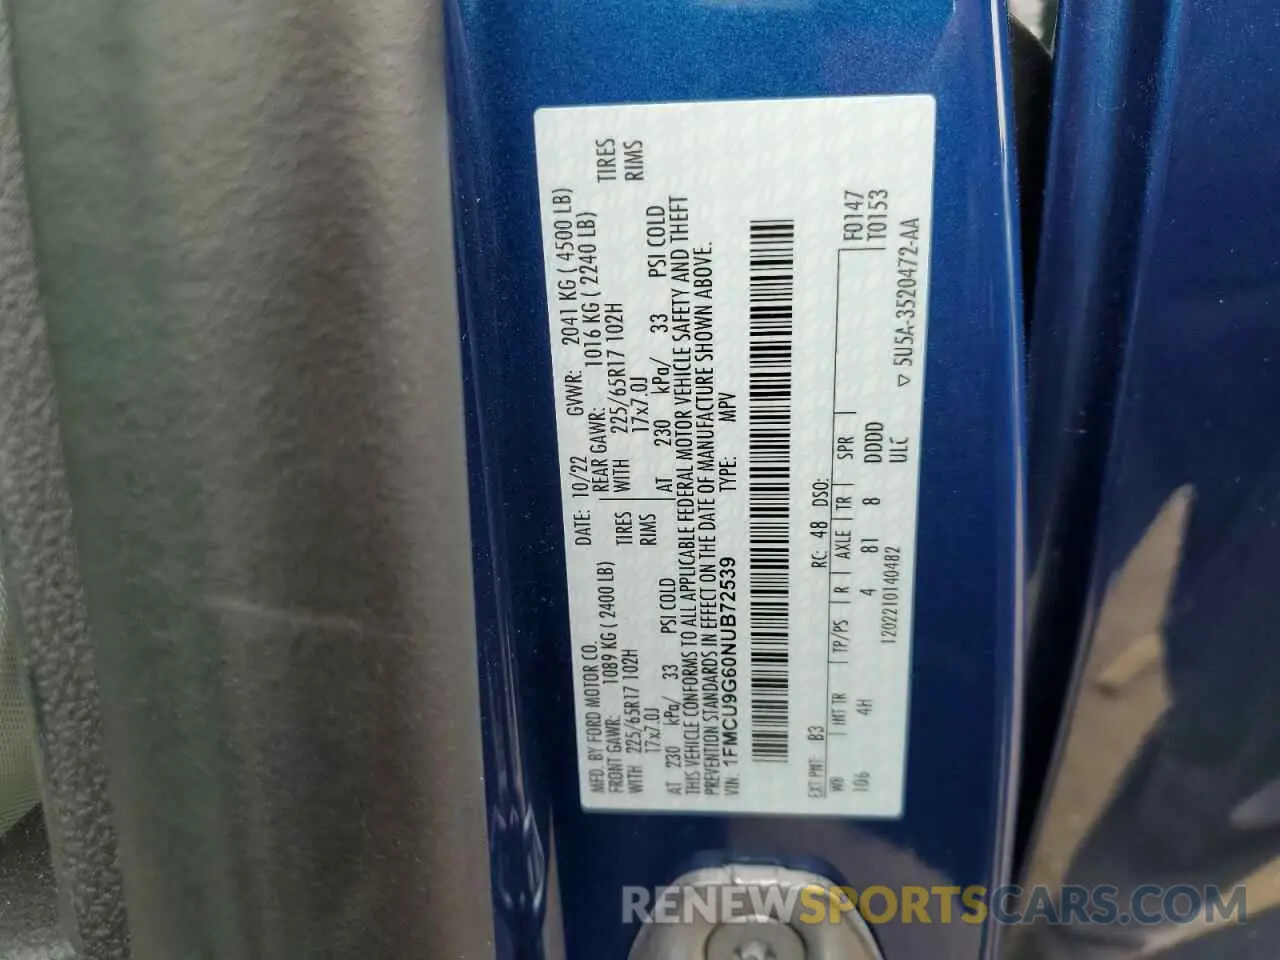 MFD. BY FORD MOTOR CO.
DATE: 10/22 GVWR: 2041 KG ( 4500 LB)
FRONT GAWR: 1089 KG ( 2400 LB)
REAR GAWR: 1016 KG ( 2240 LB)
WITH 225/65R17 102H TIRES
WITH 225/65R17 102H TIRES
17x7.0J RIMS
17x7.0J RIMS
AT 230 kPa/ 33 PSI COLD
AT 230 kPa/ 33 PSI COLD
THIS VEHICLE CONFORMS TO ALL APPLICABLE FEDERAL MOTOR VEHICLE SAFETY AND THEFT
PREVENTION STANDARDS IN EFFECT ON THE DATE OF MANUFACTURE SHOWN ABOVE.
VIN: 1FMCU9G60NUB72539 TYPE: MPV
EXT PNT: B3 RC: 48 DSO:
WB INT TR TP/PS R AXLE TR SPR F0147
106 4H 4 81 8 DDDD T0153
1202210140482 ULC ▽ 5U5A-3520472-AA
RENEWSPORTSCARS.COM